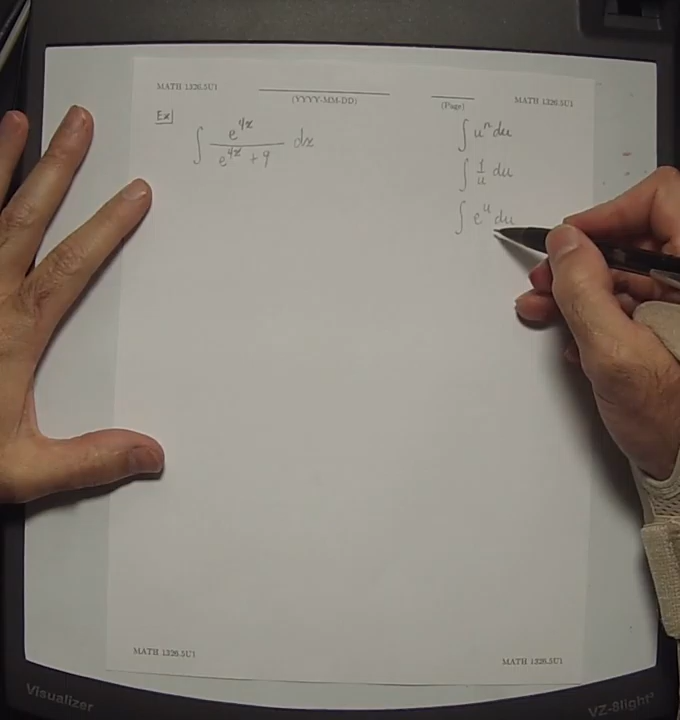 MATH 1326.5U1
(YYYY-MM-DD)
(Page)
MATH 1326.5U1
Ex]
∫ e^{4x} / (e^{4x} + 9) dx
∫ u^n du
∫ 1/u du
∫ e^u du
MATH 1326.5U1
MATH 1326.5U1
Visualizer
VZ-8light³